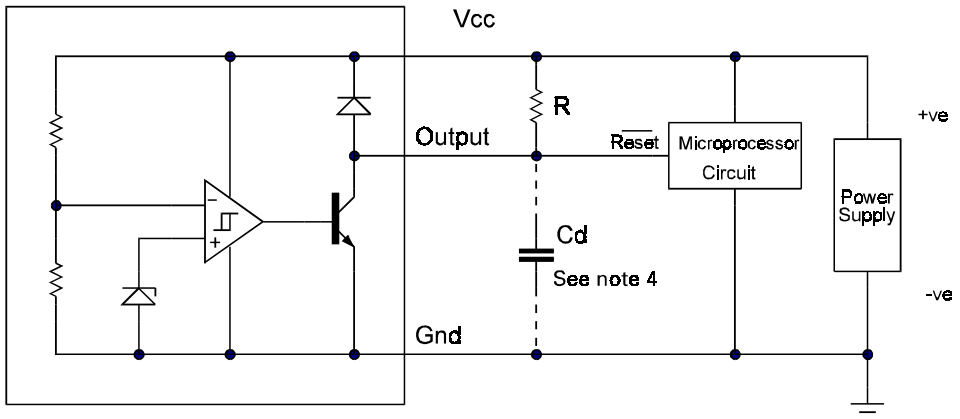 Vcc
+ve
R
Output
Reset
Microprocessor
Circuit
Power
Supply
−
+
Cd
See note 4
-ve
Gnd